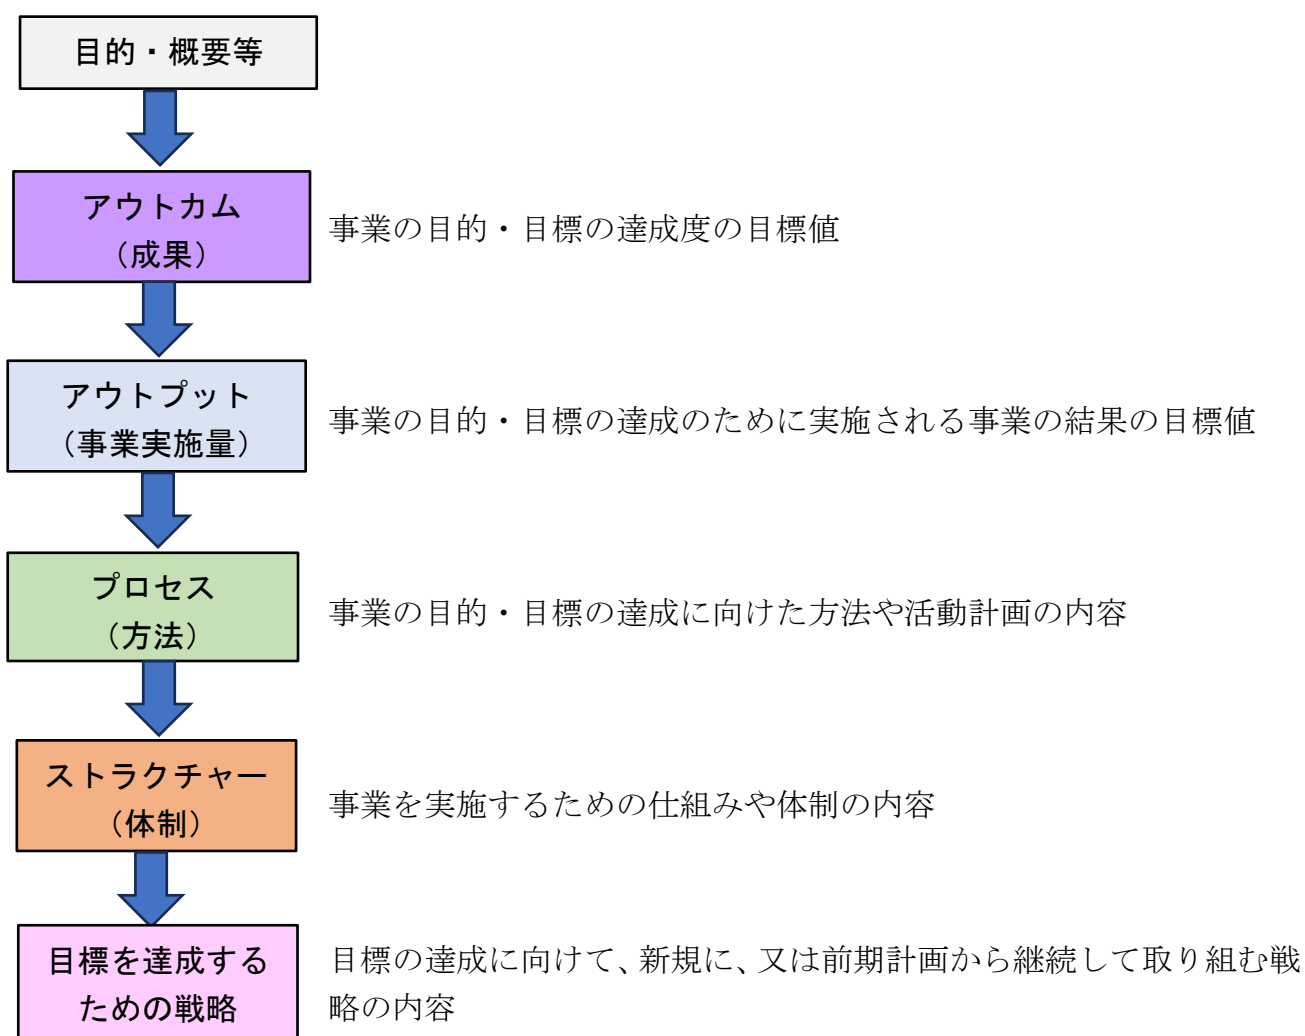 目的・概要等
アウトカム
（成果）
事業の目的・目標の達成度の目標値
アウトプット
（事業実施量）
事業の目的・目標の達成のために実施される事業の結果の目標値
プロセス
（方法）
事業の目的・目標の達成に向けた方法や活動計画の内容
ストラクチャー
（体制）
事業を実施するための仕組みや体制の内容
目標を達成する
ための戦略
目標の達成に向けて、新規に、又は前期計画から継続して取り組む戦
略の内容